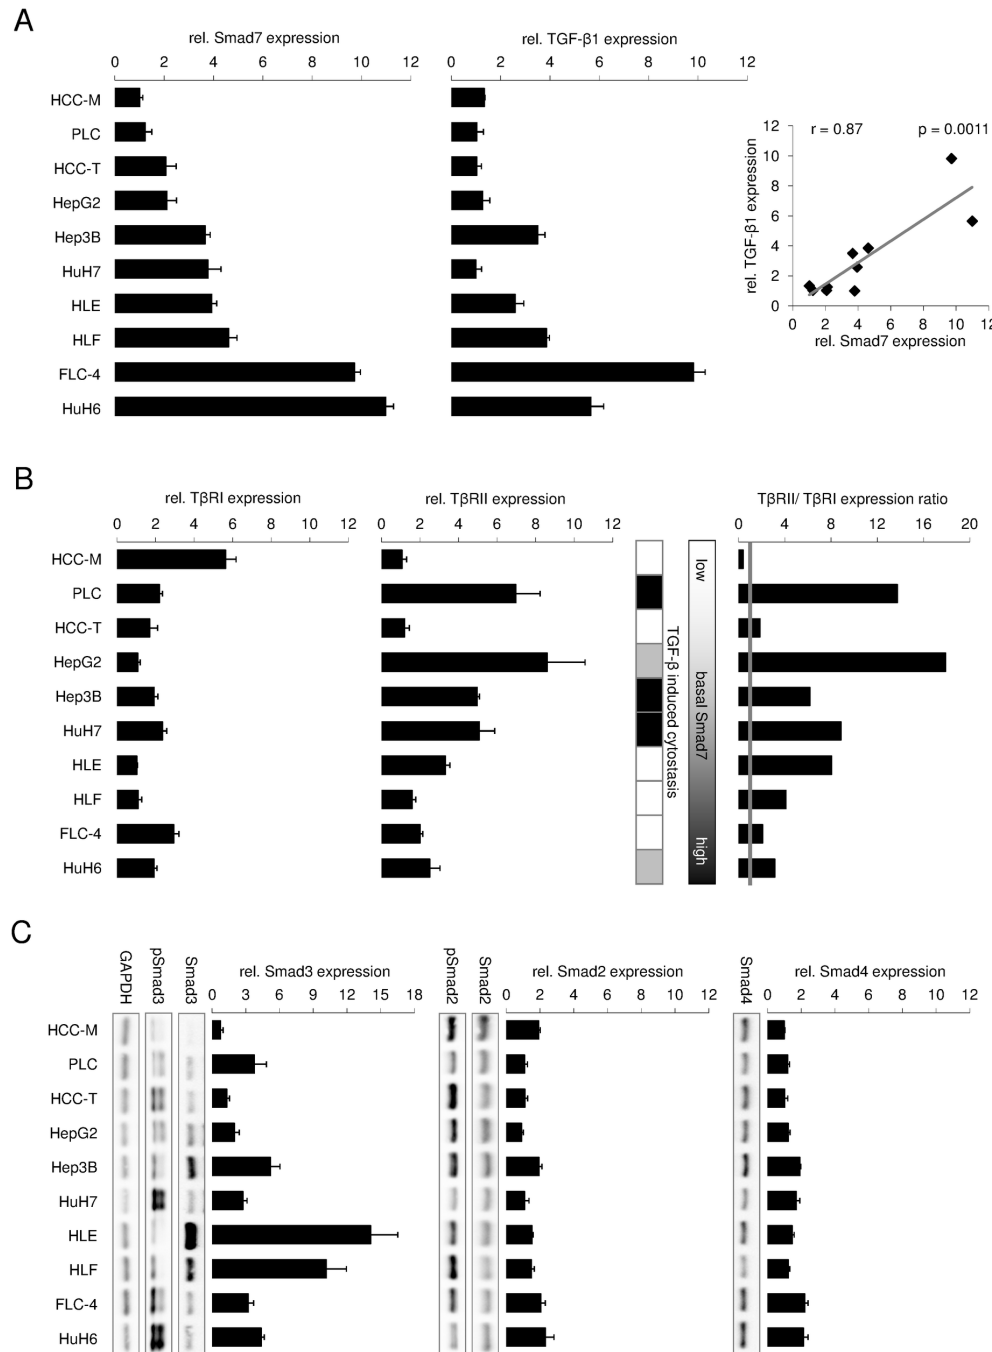 A
rel. Smad7 expression
rel. TGF-β1 expression
0 2 4 6 8 10 12
0 2 4 6 8 10 12
HCC-M
PLC
HCC-T
HepG2
Hep3B
HuH7
HLE
HLF
FLC-4
HuH6
r = 0.87
p = 0.0011
rel. TGF-β1 expression
12
10
8
6
4
2
0
0 2 4 6 8 10 12
rel. Smad7 expression
B
rel. TβRI expression
rel. TβRII expression
TβRII/ TβRI expression ratio
0 2 4 6 8 10 12
0 2 4 6 8 10 12
0 4 8 12 16 20
HCC-M
PLC
HCC-T
HepG2
Hep3B
HuH7
HLE
HLF
FLC-4
HuH6
TGF-β induced cytostasis
low
basal Smad7
high
C
GAPDH
pSmad3
Smad3
rel. Smad3 expression
0 3 6 9 12 15 18
pSmad2
Smad2
rel. Smad2 expression
0 2 4 6 8 10 12
Smad4
rel. Smad4 expression
0 2 4 6 8 10 12
HCC-M
PLC
HCC-T
HepG2
Hep3B
HuH7
HLE
HLF
FLC-4
HuH6